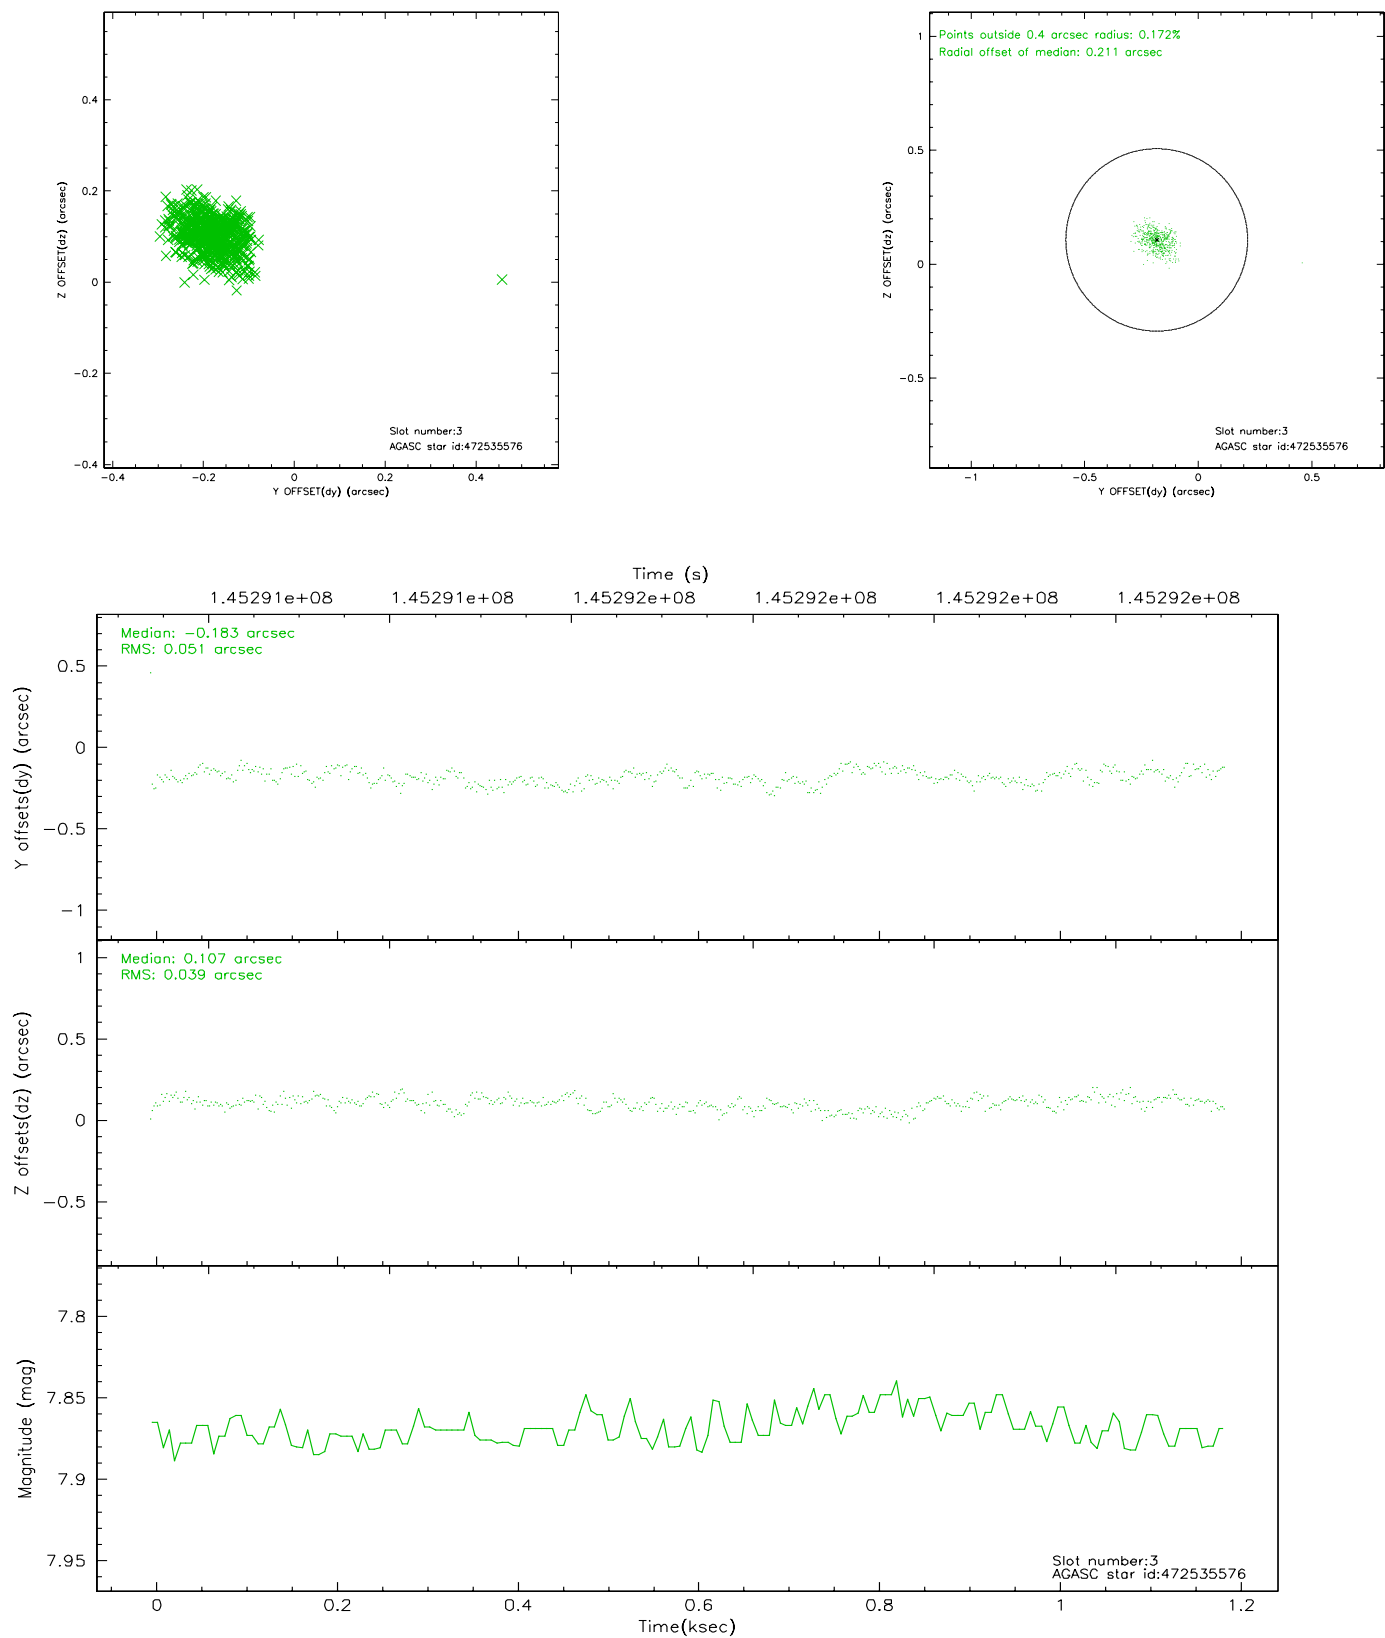 0.4
0.2
0
−0.2
−0.4
Z OFFSET(dz) (arcsec)
Slot number:3
AGASC star id:472535576
−0.4 −0.2 0 0.2 0.4
Y OFFSET(dy) (arcsec)
Points outside 0.4 arcsec radius: 0.172%
Radial offset of median: 0.211 arcsec
1
0.5
0
−0.5
Z OFFSET(dz) (arcsec)
Slot number:3
AGASC star id:472535576
−1 −0.5 0 0.5
Y OFFSET(dy) (arcsec)
Time (s)
1.45291e+08 1.45291e+08 1.45292e+08 1.45292e+08 1.45292e+08 1.45292e+08
Median: −0.183 arcsec
RMS: 0.051 arcsec
0.5
0
−0.5
−1
Y offsets(dy) (arcsec)
Median: 0.107 arcsec
RMS: 0.039 arcsec
1
0.5
0
−0.5
Z offsets(dz) (arcsec)
7.8
7.85
7.9
7.95
Magnitude (mag)
Slot number:3
AGASC star id:472535576
0 0.2 0.4 0.6 0.8 1 1.2
Time(ksec)